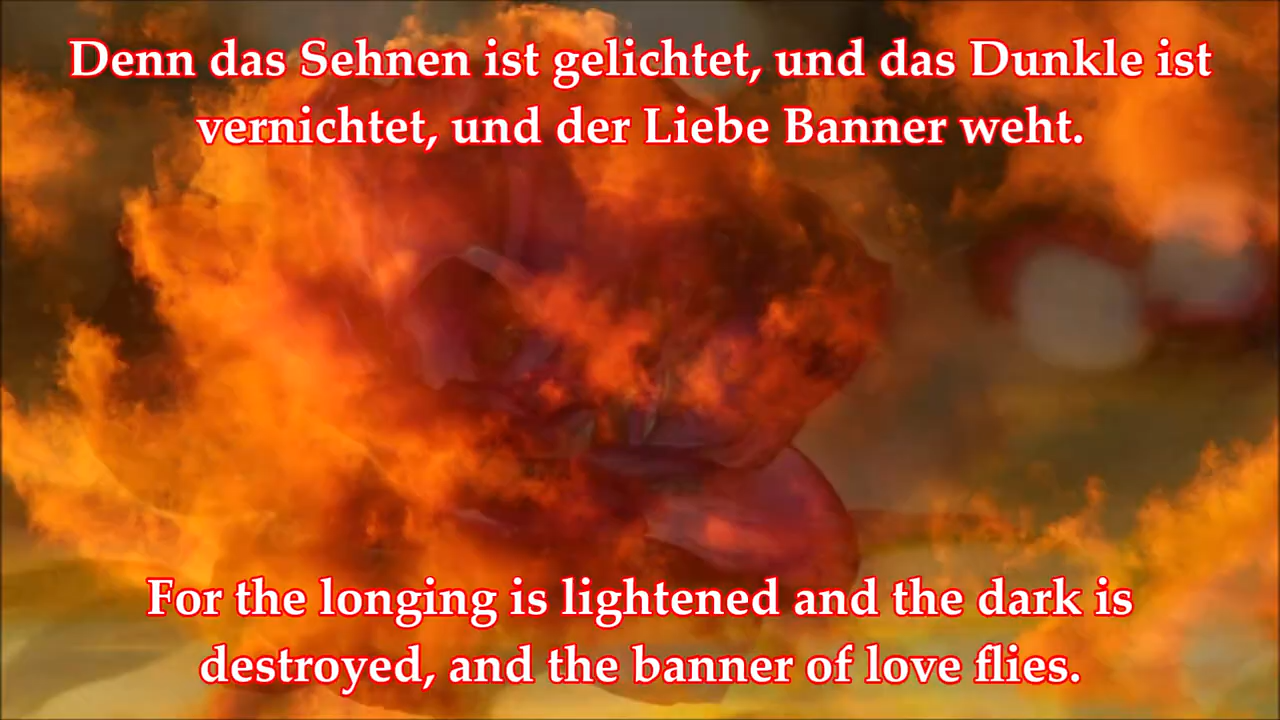 Denn das Sehnen ist gelichtet, und das Dunkle ist
vernichtet, und der Liebe Banner weht.
For the longing is lightened and the dark is
destroyed, and the banner of love flies.